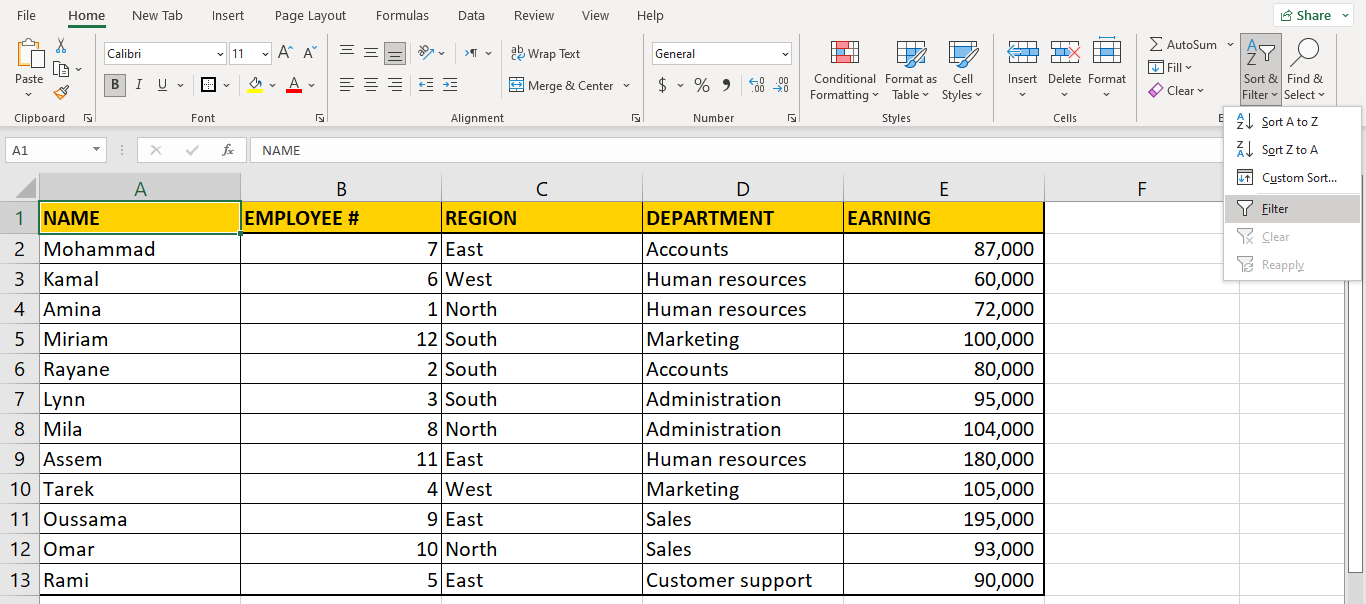 File Home New Tab Insert Page Layout Formulas Data Review View Help Share
Calibri 11 Wrap Text General AutoSum
Paste Conditional Format as Cell Insert Delete Format Fill Sort & Find &
B I U A Merge & Center $ % Formatting Table Styles Clear Filter Select
Clipboard Font Alignment Number Styles Cells
Sort A to Z
Sort Z to A
Custom Sort...
Filter
Clear
Reapply
A1 fx NAME
A B C D E F
1 NAME EMPLOYEE # REGION DEPARTMENT EARNING
2 Mohammad 7 East Accounts 87,000
3 Kamal 6 West Human resources 60,000
4 Amina 1 North Human resources 72,000
5 Miriam 12 South Marketing 100,000
6 Rayane 2 South Accounts 80,000
7 Lynn 3 South Administration 95,000
8 Mila 8 North Administration 104,000
9 Assem 11 East Human resources 180,000
10 Tarek 4 West Marketing 105,000
11 Oussama 9 East Sales 195,000
12 Omar 10 North Sales 93,000
13 Rami 5 East Customer support 90,000